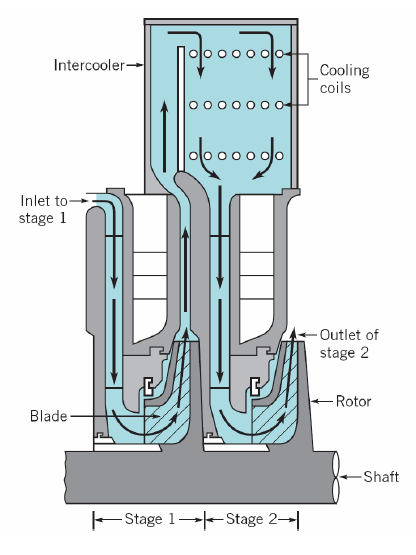 Intercooler
Cooling
coils
Inlet to
stage 1
Outlet of
stage 2
Blade
Rotor
Shaft
Stage 1
Stage 2